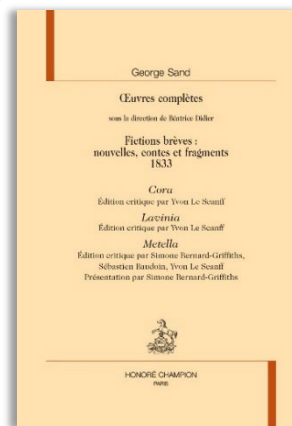 George Sand
Œuvres complètes
sous la direction de Béatrice Didier
Fictions brèves :
nouvelles, contes et fragments
1833
Cora
Édition critique par Yvon Le Scanff
Lavinia
Édition critique par Yvon Le Scanff
Metella
Édition critique par Simone Bernard-Griffiths,
Sébastien Baudoin, Yvon Le Scanff
Présentation par Simone Bernard-Griffiths
HONORÉ CHAMPION
PARIS